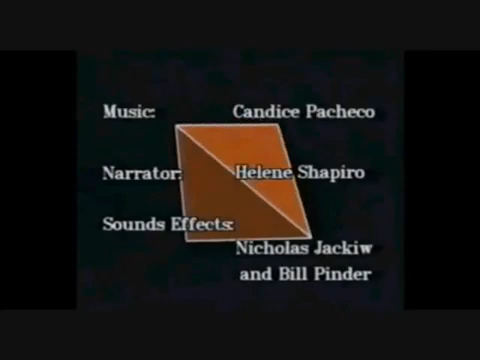 Music: Candice Pacheco
Narrator: Helene Shapiro
Sounds Effects:
Nicholas Jackiw
and Bill Pinder